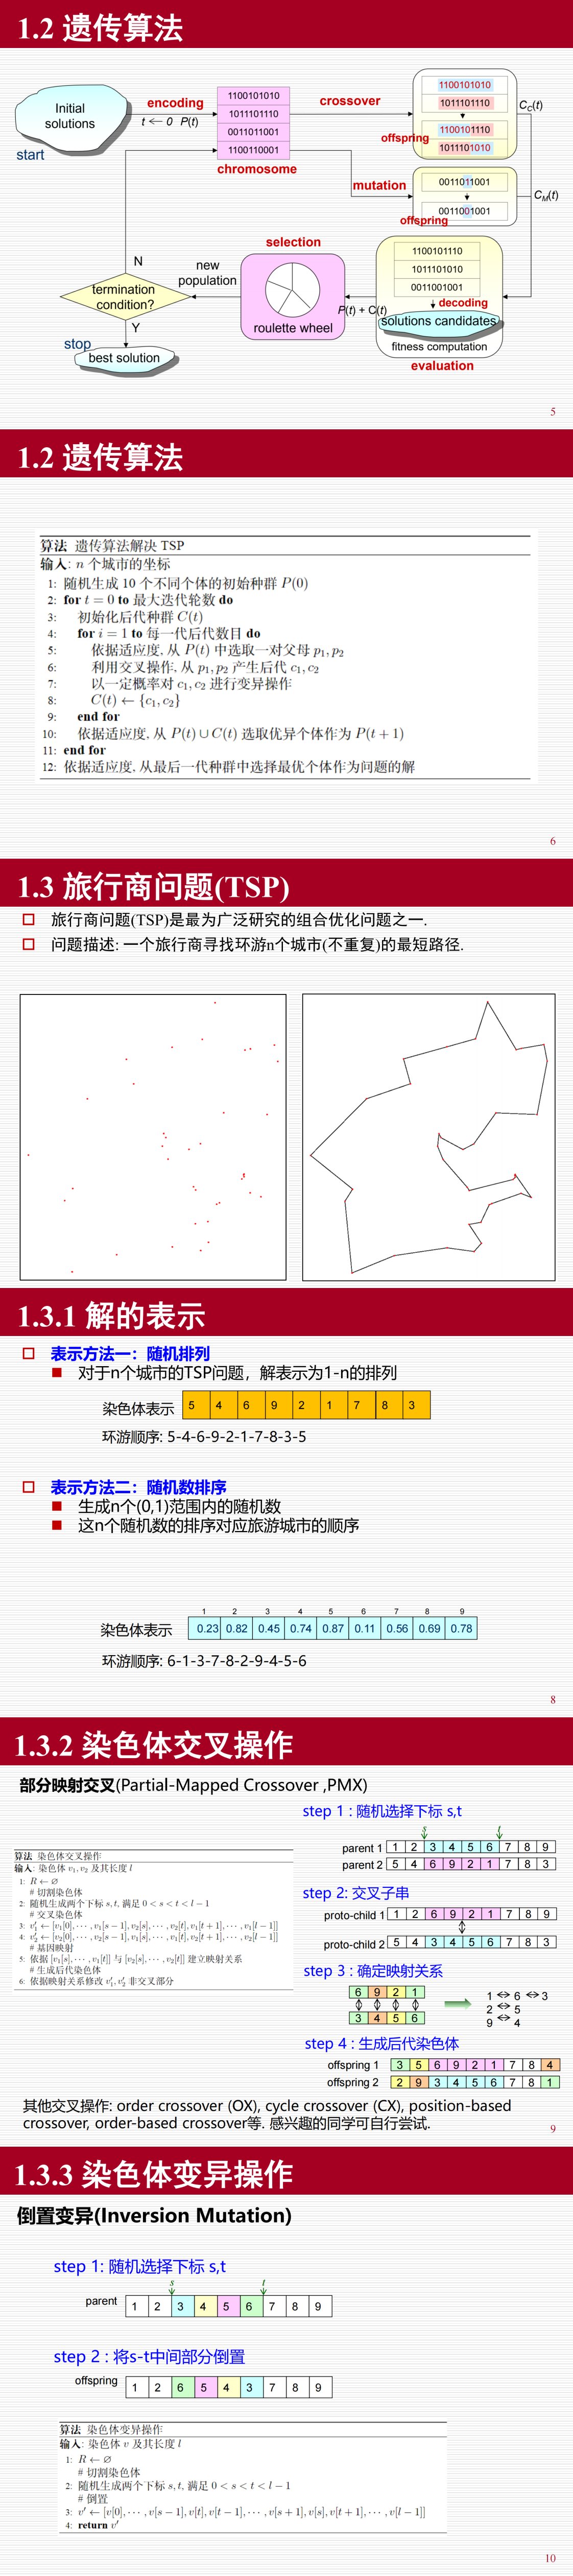 1.2 遗传算法
Initial
solutions
start
encoding
t ← 0 P(t)
1100101010
1011101110
0011011001
1100110001
chromosome
crossover
1100101010
1011101110
offspring
1100101110
1011101010
C_C(t)
mutation
0011011001
0011001001
offspring
C_M(t)
selection
new
population
roulette wheel
P(t) + C(t)
1100101110
1011101010
0011001001
decoding
solutions candidates
fitness computation
evaluation
N
termination
condition?
Y
stop
best solution
5
1.2 遗传算法
算法 遗传算法解决 TSP
输入: n 个城市的坐标
1: 随机生成 10 个不同个体的初始种群 P(0)
2: for t = 0 to 最大迭代轮数 do
3: 初始化后代种群 C(t)
4: for i = 1 to 每一代后代数目 do
5: 依据适应度, 从 P(t) 中选取一对父母 p₁, p₂
6: 利用交叉操作, 从 p₁, p₂ 产生后代 c₁, c₂
7: 以一定概率对 c₁, c₂ 进行变异操作
8: C(t) ← {c₁, c₂}
9: end for
10: 依据适应度, 从 P(t) ∪ C(t) 选取优异个体作为 P(t + 1)
11: end for
12: 依据适应度, 从最后一代种群中选择最优个体作为问题的解
6
1.3 旅行商问题(TSP)
旅行商问题(TSP)是最为广泛研究的组合优化问题之一.
问题描述: 一个旅行商寻找环游n个城市(不重复)的最短路径.
1.3.1 解的表示
表示方法一：随机排列
对于n个城市的TSP问题，解表示为1-n的排列
染色体表示 5 4 6 9 2 1 7 8 3
环游顺序: 5-4-6-9-2-1-7-8-3-5
表示方法二：随机数排序
生成n个(0,1)范围内的随机数
这n个随机数的排序对应旅游城市的顺序
1 2 3 4 5 6 7 8 9
染色体表示 0.23 0.82 0.45 0.74 0.87 0.11 0.56 0.69 0.78
环游顺序: 6-1-3-7-8-2-9-4-5-6
8
1.3.2 染色体交叉操作
部分映射交叉(Partial-Mapped Crossover ,PMX)
算法 染色体交叉操作
输入: 染色体 v₁, v₂ 及其长度 l
1: R ← ∅
# 切割染色体
2: 随机生成两个下标 s, t, 满足 0 < s < t < l − 1
# 交叉染色体
3: v₁′ ← [v₁[0], ⋯ , v₁[s − 1], v₂[s], ⋯ , v₂[t], v₁[t + 1], ⋯ , v₁[l − 1]]
4: v₂′ ← [v₂[0], ⋯ , v₂[s − 1], v₁[s], ⋯ , v₁[t], v₂[t + 1], ⋯ , v₂[l − 1]]
# 基因映射
5: 依据 [v₁[s], ⋯ , v₁[t]] 与 [v₂[s], ⋯ , v₂[t]] 建立映射关系
# 生成后代染色体
6: 依据映射关系修改 v₁′, v₂′ 非交叉部分
step 1 : 随机选择下标 s,t
s t
parent 1 1 2 3 4 5 6 7 8 9
parent 2 5 4 6 9 2 1 7 8 3
step 2: 交叉子串
proto-child 1 1 2 6 9 2 1 7 8 9
proto-child 2 5 4 3 4 5 6 7 8 3
step 3 : 确定映射关系
6 9 2 1
3 4 5 6
1 ↔ 6 ↔ 3
2 ↔ 5
9 ↔ 4
step 4 : 生成后代染色体
offspring 1 3 5 6 9 2 1 7 8 4
offspring 2 2 9 3 4 5 6 7 8 1
其他交叉操作: order crossover (OX), cycle crossover (CX), position-based
crossover, order-based crossover等. 感兴趣的同学可自行尝试.
9
1.3.3 染色体变异操作
倒置变异(Inversion Mutation)
step 1: 随机选择下标 s,t
s t
parent 1 2 3 4 5 6 7 8 9
step 2 : 将s-t中间部分倒置
offspring 1 2 6 5 4 3 7 8 9
算法 染色体变异操作
输入: 染色体 v 及其长度 l
1: R ← ∅
# 切割染色体
2: 随机生成两个下标 s, t, 满足 0 < s < t < l − 1
# 倒置
3: v′ ← [v[0], ⋯ , v[s − 1], v[t], v[t − 1], ⋯ , v[s + 1], v[s], v[t + 1], ⋯ , v[l − 1]]
4: return v′
10